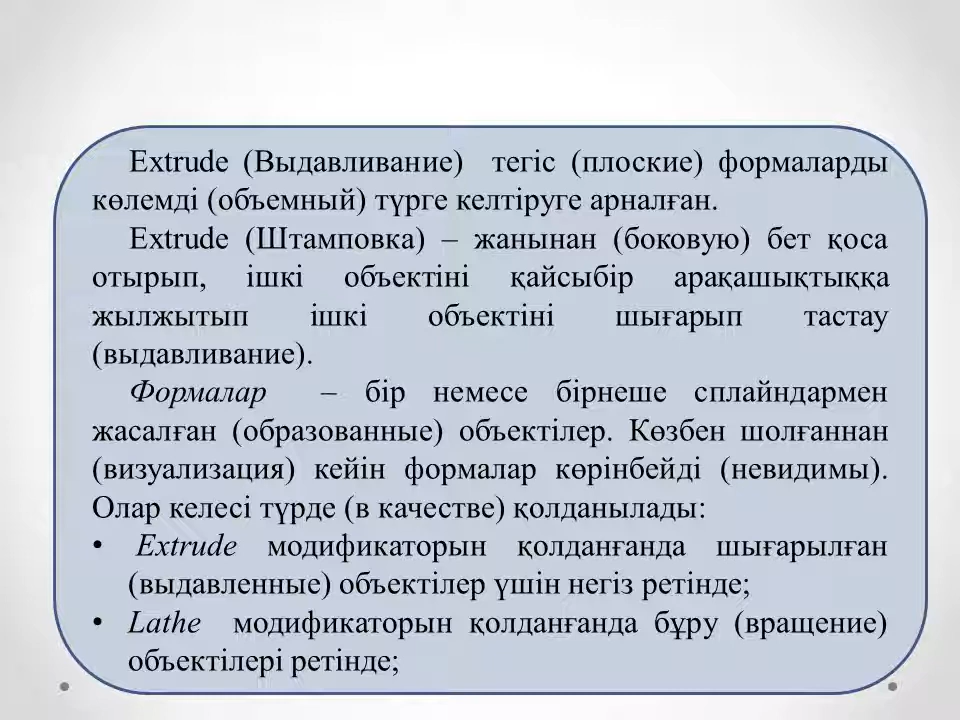 Extrude (Выдавливание) тегіс (плоские) формаларды
көлемді (объемный) түрге келтіруге арналған.
Extrude (Штамповка) – жанынан (боковую) бет қоса
отырып, ішкі объектіні қайсыбір арақашықтыққа
жылжытып ішкі объектіні шығарып тастау
(выдавливание).
Формалар – бір немесе бірнеше сплайндармен
жасалған (образованные) объектілер. Көзбен шолғаннан
(визуализация) кейін формалар көрінбейді (невидимы).
Олар келесі түрде (в качестве) қолданылады:
• Extrude модификаторын қолданғанда шығарылған
(выдавленные) объектілер үшін негіз ретінде;
• Lathe модификаторын қолданғанда бұру (вращение)
объектілері ретінде;